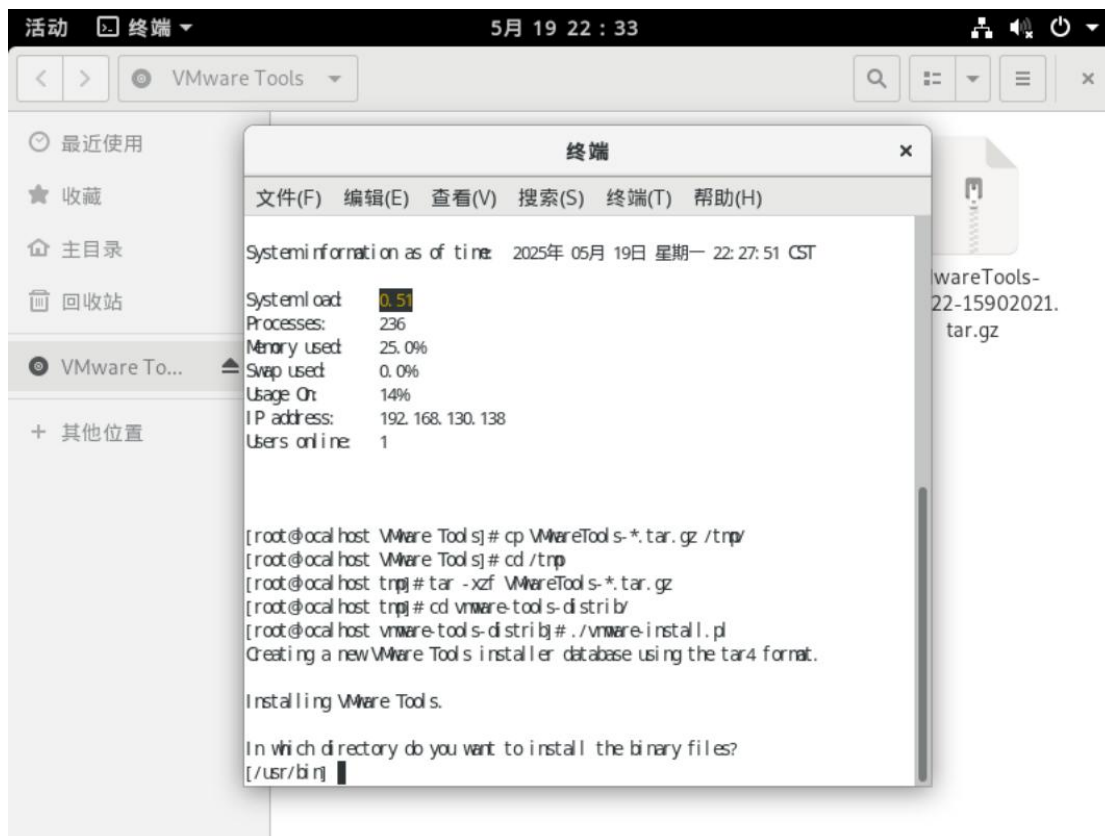 活动 终端 5月 19 22：33
VMware Tools
最近使用
收藏
主目录
回收站
VMware To...
其他位置
wareTools-
22-15902021.
tar.gz
终端
文件(F) 编辑(E) 查看(V) 搜索(S) 终端(T) 帮助(H)
System information as of time: 2025年 05月 19日 星期一 22:27:51 CST
System load: 0.51
Processes: 236
Memory used: 25.0%
Swap used: 0.0%
Usage On: 14%
IP address: 192.168.130.138
Users online: 1
[root@localhost VMware Tools]# cp VMwareTools-*.tar.gz /tmp/
[root@localhost VMware Tools]# cd /tmp
[root@localhost tmp]# tar -xzf VMwareTools-*.tar.gz
[root@localhost tmp]# cd vmware-tools-distrib/
[root@localhost vmware-tools-distrib]# ./vmware-install.pl
Creating a new VMware Tools installer database using the tar4 format.
Installing VMware Tools.
In which directory do you want to install the binary files?
[/usr/bin]